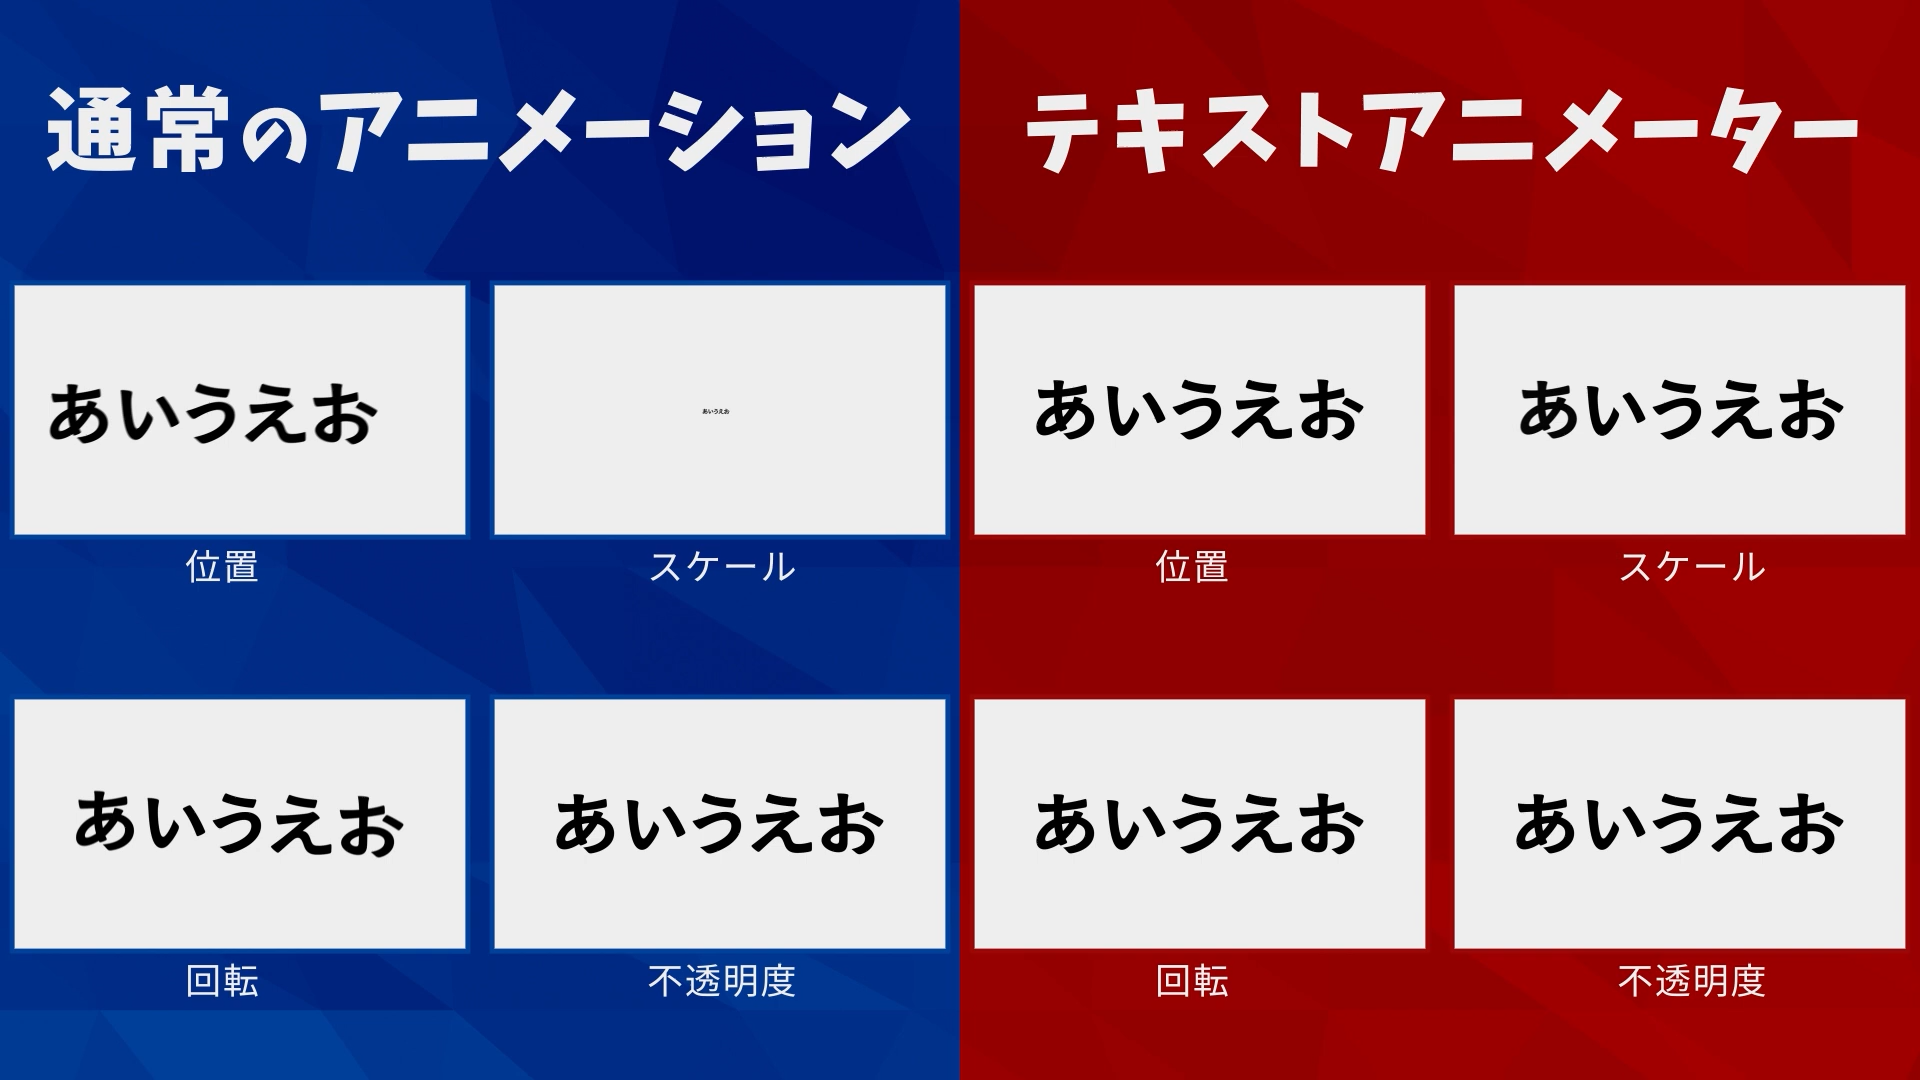 通常のアニメーション
テキストアニメーター
あいうえお
あいうえお
あいうえお
あいうえお
位置
スケール
位置
スケール
あいうえお
あいうえお
あいうえお
あいうえお
回転
不透明度
回転
不透明度